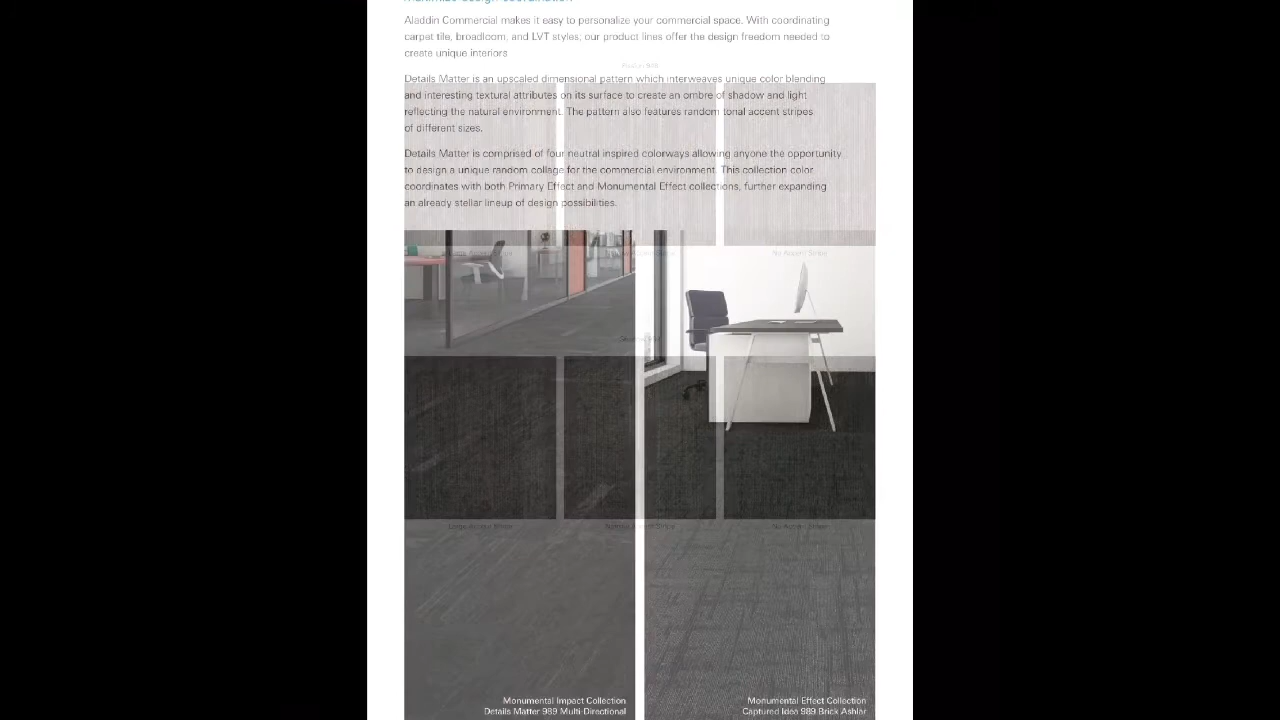 Aladdin Commercial makes it easy to personalize your commercial space. With coordinating
carpet tile, broadloom, and LVT styles; our product lines offer the design freedom needed to
create unique interiors
Details Matter is an upscaled dimensional pattern which interweaves unique color blending
and interesting textural attributes on its surface to create an ombre of shadow and light
reflecting the natural environment. The pattern also features random tonal accent stripes
of different sizes.
Details Matter is comprised of four neutral inspired colorways allowing anyone the opportunity
to design a unique random collage for the commercial environment. This collection color
coordinates with both Primary Effect and Monumental Effect collections, further expanding
an already stellar lineup of design possibilities.
Large Accent Stripe No Accent Stripe
Large Accent Stripe Narrow Accent Stripe No Accent Stripe
Monumental Impact Collection
Details Matter 989 Multi-Directional
Monumental Effect Collection
Captured Idea 989 Brick Ashlar